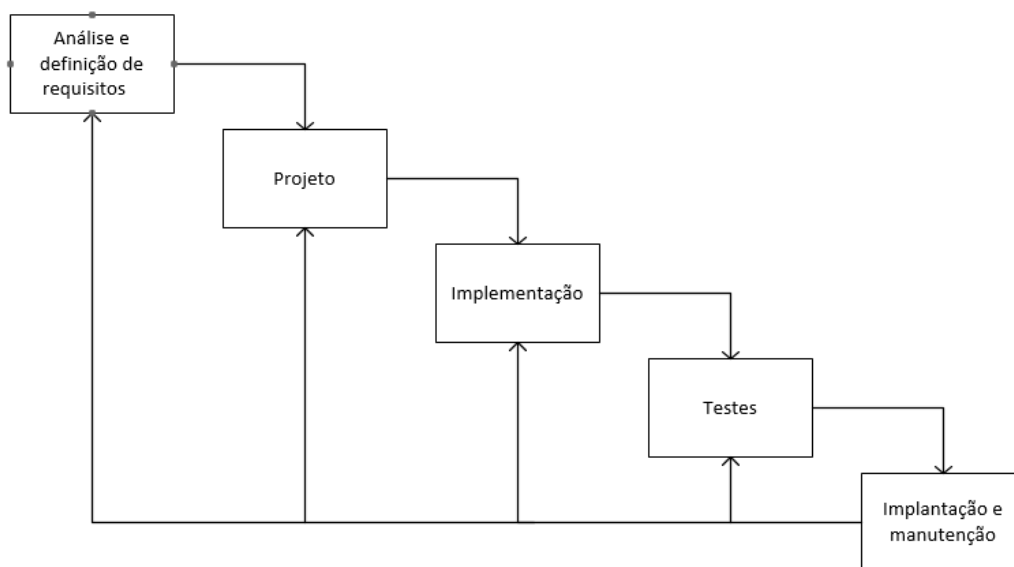 Análise e
definição de
requisitos
Projeto
Implementação
Testes
Implantação e
manutenção